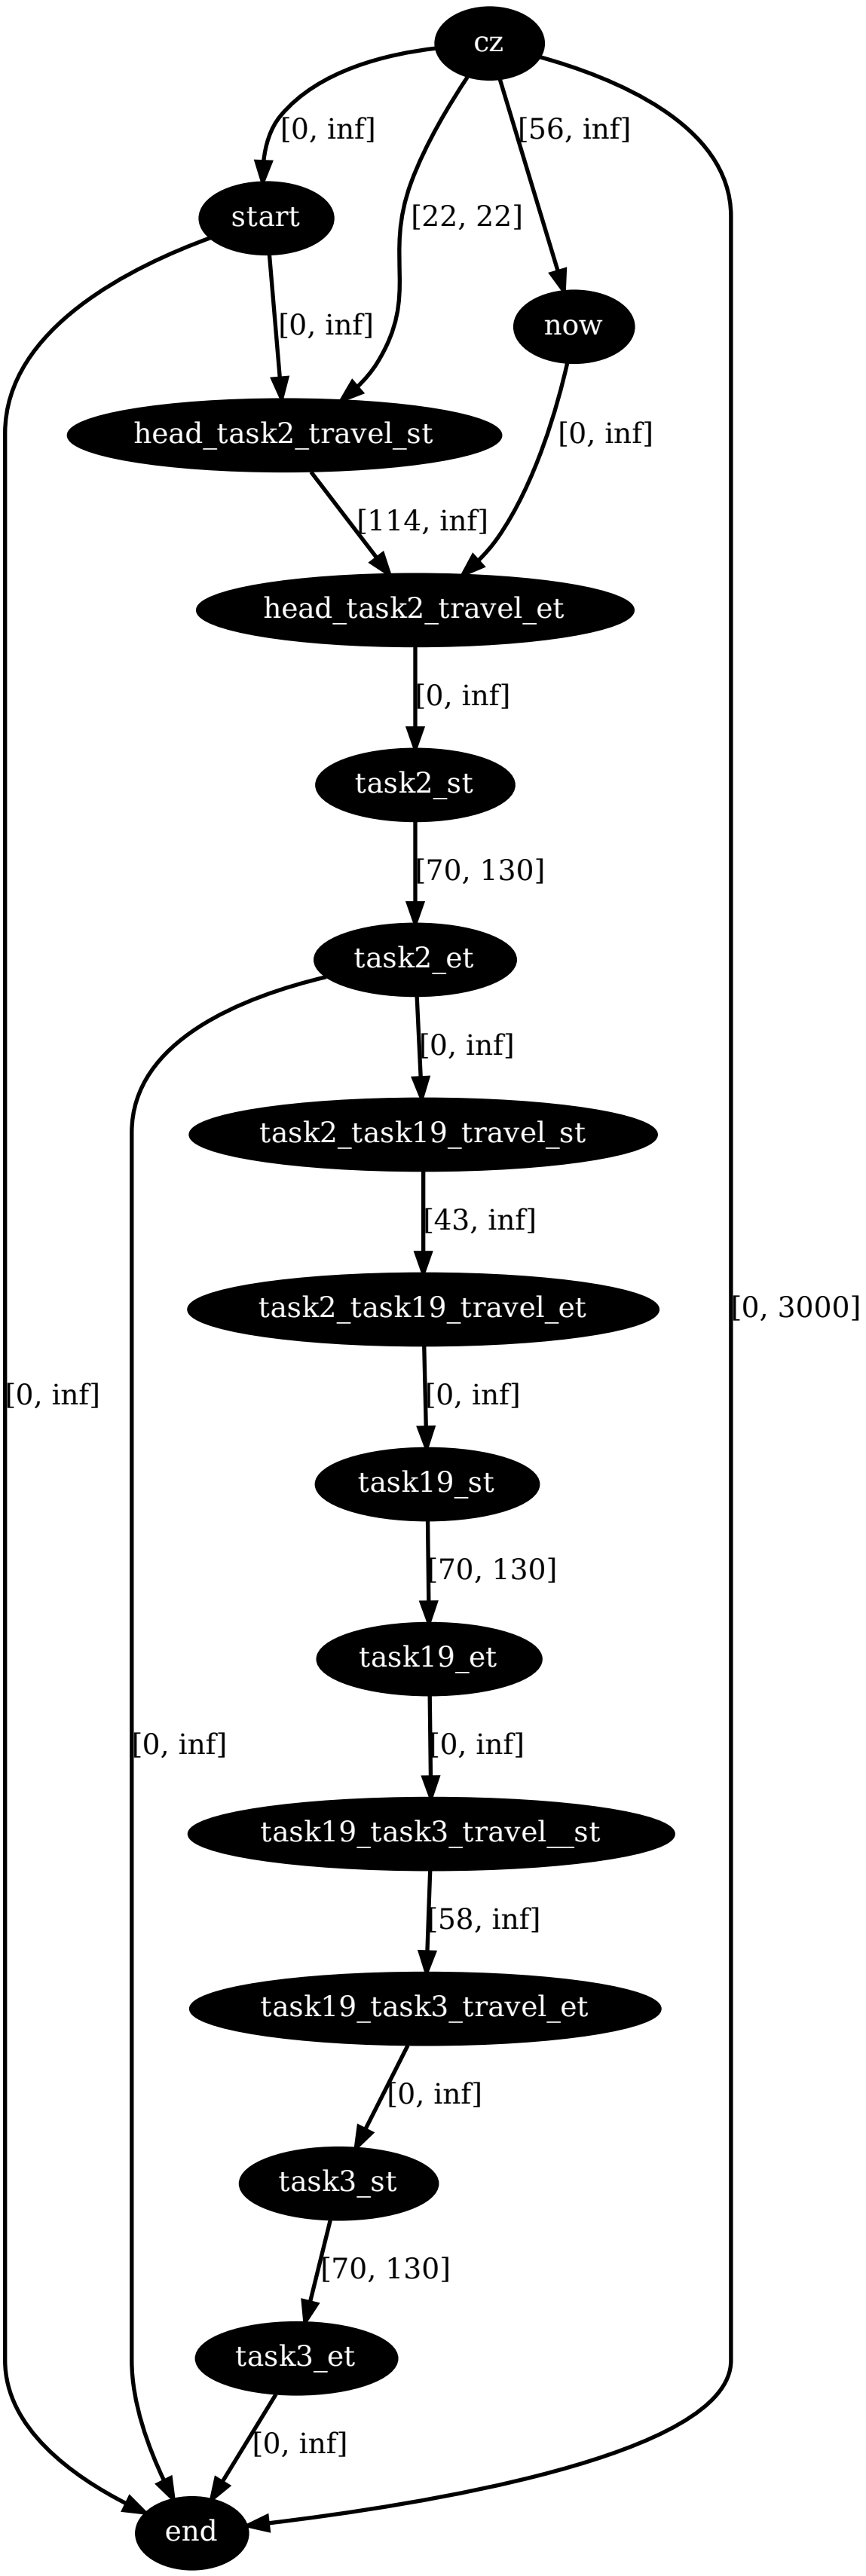 cz
[0, inf]
[56, inf]
start
[22, 22]
[0, inf]
now
head_task2_travel_st
[0, inf]
[114, inf]
head_task2_travel_et
[0, inf]
task2_st
[70, 130]
task2_et
[0, inf]
task2_task19_travel_st
[43, inf]
task2_task19_travel_et
[0, 3000]
[0, inf]
[0, inf]
task19_st
[70, 130]
task19_et
[0, inf]
[0, inf]
task19_task3_travel__st
[58, inf]
task19_task3_travel_et
[0, inf]
task3_st
[70, 130]
task3_et
[0, inf]
end